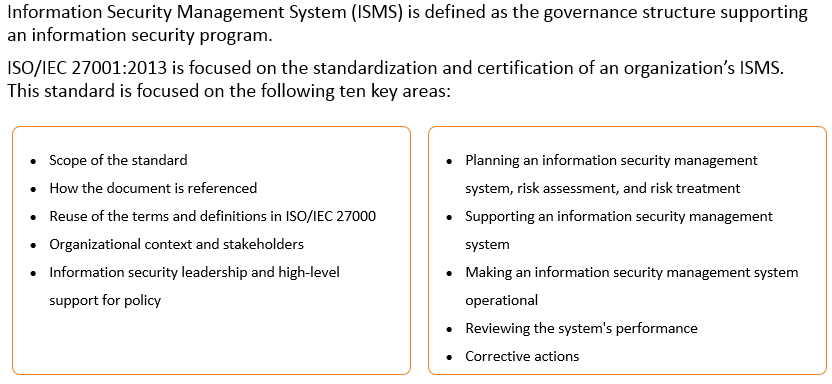 Information Security Management System (ISMS) is defined as the governance structure supporting
an information security program.
ISO/IEC 27001:2013 is focused on the standardization and certification of an organization's ISMS.
This standard is focused on the following ten key areas:
• Scope of the standard
• How the document is referenced
• Reuse of the terms and definitions in ISO/IEC 27000
• Organizational context and stakeholders
• Information security leadership and high-level
support for policy
• Planning an information security management
system, risk assessment, and risk treatment
• Supporting an information security management
system
• Making an information security management system
operational
• Reviewing the system's performance
• Corrective actions